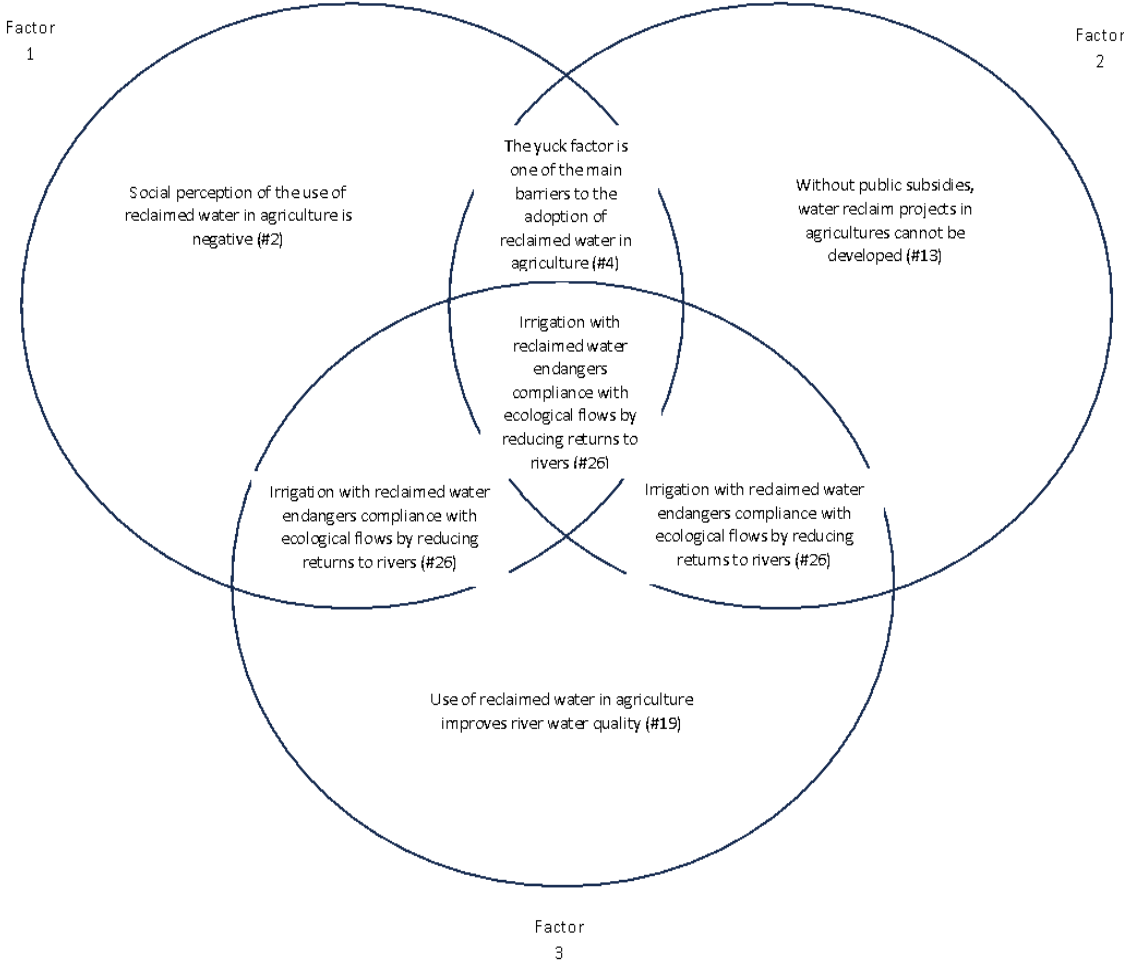 Factor
1
Factor
2
The yuck factor is
one of the main
barriers to the
adoption of
reclaimed water in
agriculture (#4)
Social perception of the use of
reclaimed water in agriculture is
negative (#2)
Without public subsidies,
water reclaim projects in
agricultures cannot be
developed (#13)
Irrigation with
reclaimed water
endangers
compliance with
ecological flows by
reducing returns to
rivers (#26)
Irrigation with reclaimed water
endangers compliance with
ecological flows by reducing
returns to rivers (#26)
Irrigation with reclaimed water
endangers compliance with
ecological flows by reducing
returns to rivers (#26)
Use of reclaimed water in agriculture
improves river water quality (#19)
Factor
3